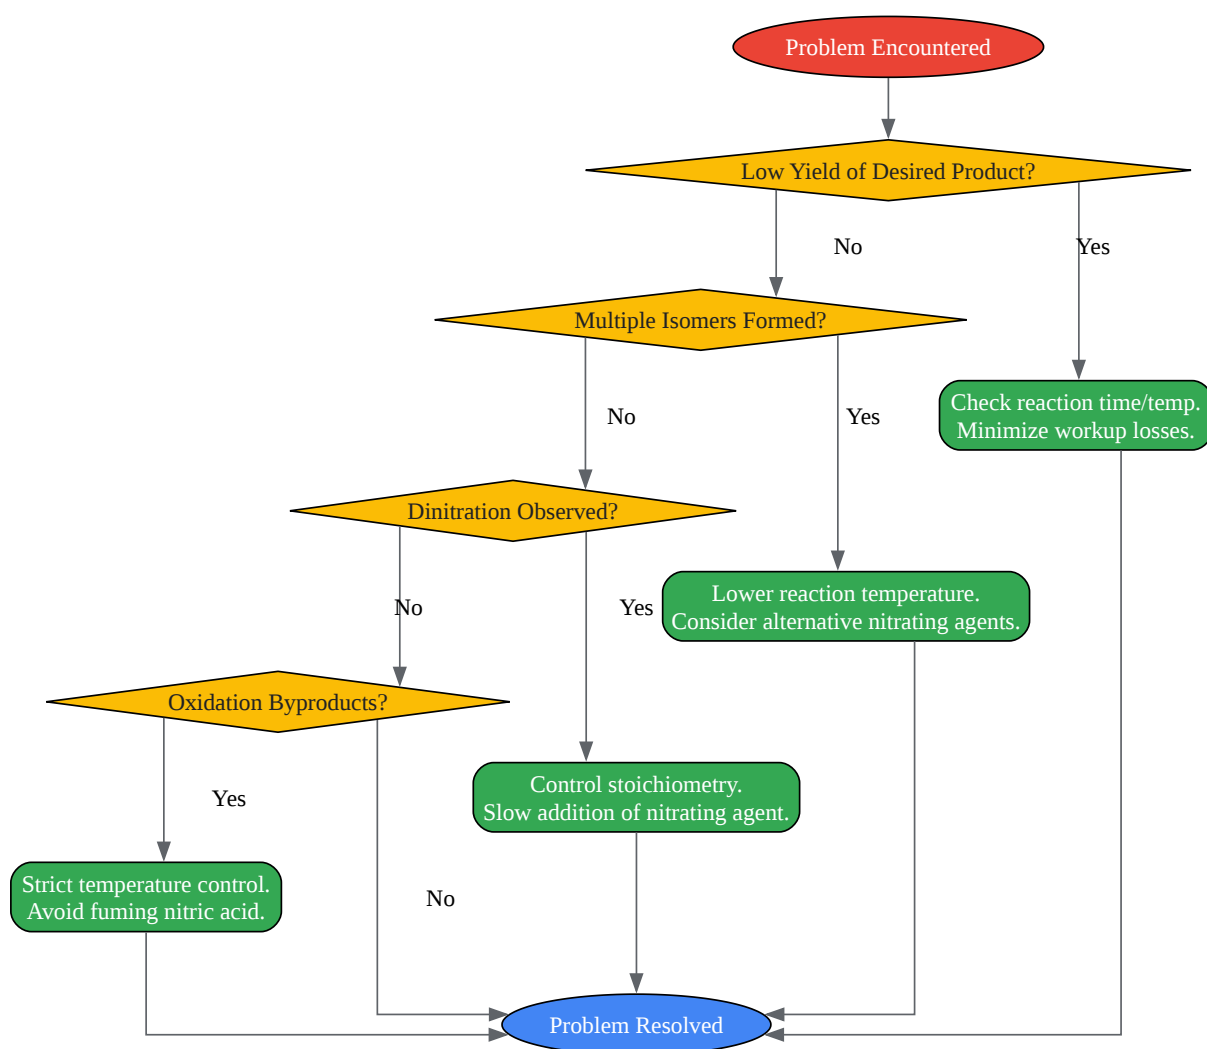 Problem Encountered
Low Yield of Desired Product?
No
Yes
Multiple Isomers Formed?
Check reaction time/temp.
Minimize workup losses.
No
Yes
Dinitration Observed?
Lower reaction temperature.
Consider alternative nitrating agents.
No
Yes
Oxidation Byproducts?
Control stoichiometry.
Slow addition of nitrating agent.
Yes
Strict temperature control.
Avoid fuming nitric acid.
No
Problem Resolved